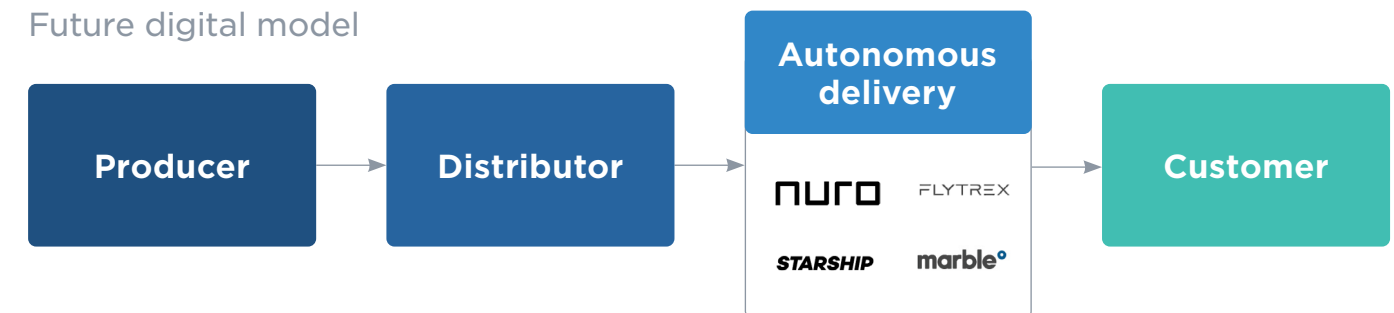 Future digital model
Autonomous
delivery
Producer
Distributor
Customer
nuro
FLYTREX
STARSHIP
marble